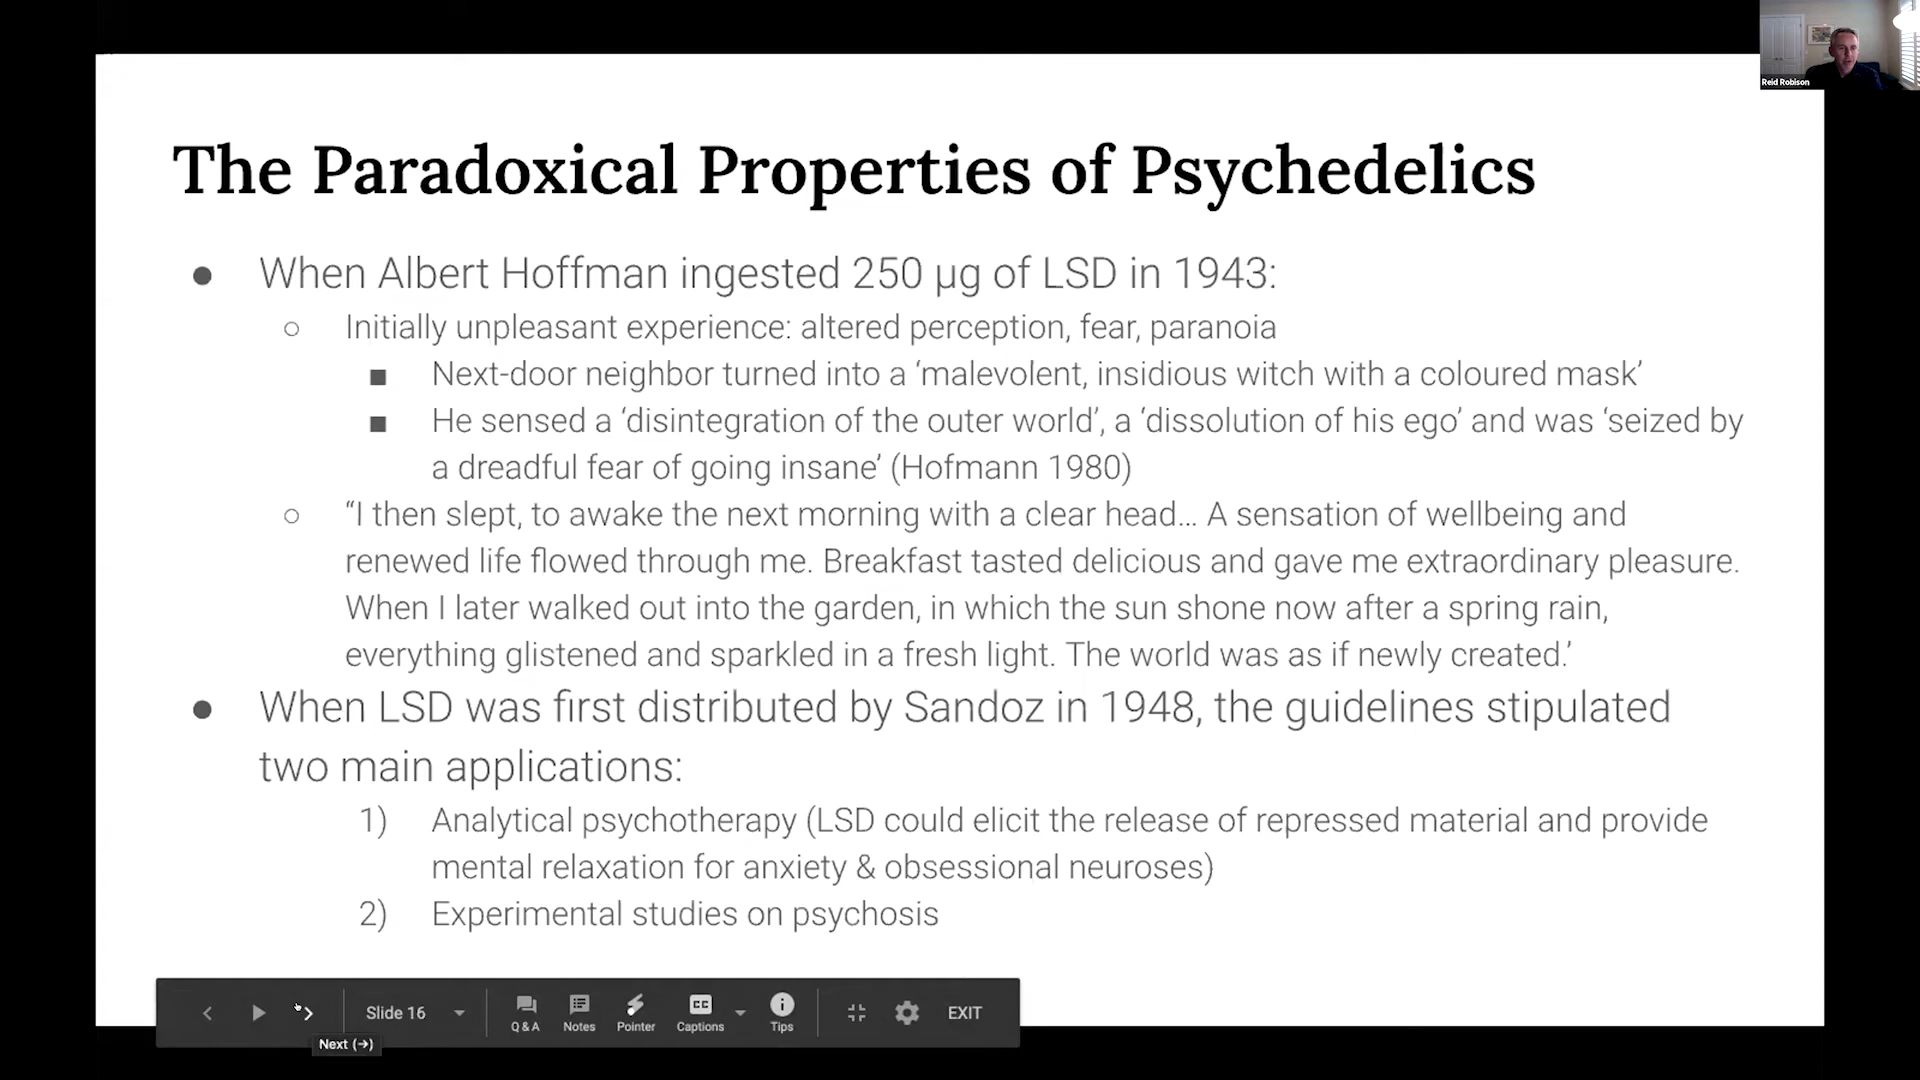 Reid Robison
The Paradoxical Properties of Psychedelics
● When Albert Hoffman ingested 250 μg of LSD in 1943:
○ Initially unpleasant experience: altered perception, fear, paranoia
■ Next-door neighbor turned into a ‘malevolent, insidious witch with a coloured mask’
■ He sensed a ‘disintegration of the outer world’, a ‘dissolution of his ego’ and was ‘seized by
a dreadful fear of going insane’ (Hofmann 1980)
○ “I then slept, to awake the next morning with a clear head… A sensation of wellbeing and
renewed life flowed through me. Breakfast tasted delicious and gave me extraordinary pleasure.
When I later walked out into the garden, in which the sun shone now after a spring rain,
everything glistened and sparkled in a fresh light. The world was as if newly created.’
● When LSD was first distributed by Sandoz in 1948, the guidelines stipulated
two main applications:
1) Analytical psychotherapy (LSD could elicit the release of repressed material and provide
mental relaxation for anxiety & obsessional neuroses)
2) Experimental studies on psychosis
Slide 16 Q & A Notes Pointer CC Captions Tips EXIT
Next (→)